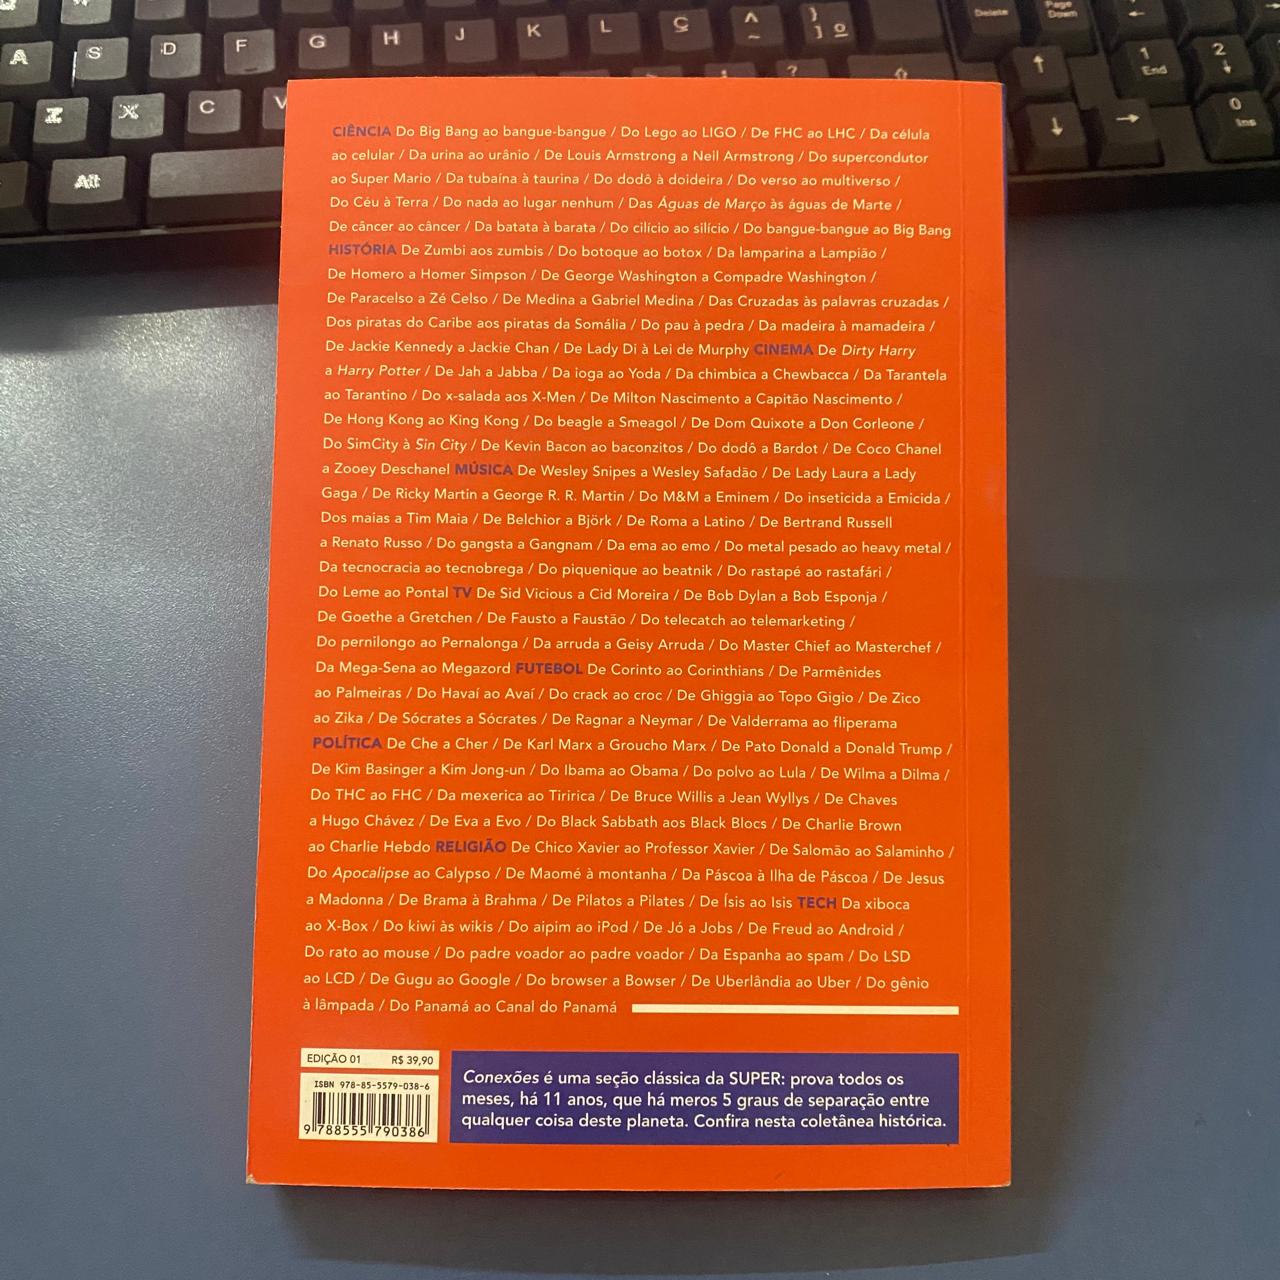 A S D F G H J K L Ç ^ ~ } ] º Delete Page Down ←
Z X C V ? ⇧ ↑ 1 End 2 ↓
Alt ↓ → 0 Ins
CIÊNCIA Do Big Bang ao bangue-bangue / Do Lego ao LIGO / De FHC ao LHC / Da célula
ao celular / Da urina ao urânio / De Louis Armstrong a Neil Armstrong / Do supercondutor
ao Super Mario / Da tubaína à taurina / Do dodô à doideira / Do verso ao multiverso /
Do Céu à Terra / Do nada ao lugar nenhum / Das Águas de Março às águas de Marte /
De câncer ao câncer / Da batata à barata / Do cilício ao silício / Do bangue-bangue ao Big Bang
HISTÓRIA De Zumbi aos zumbis / Do botoque ao botox / Da lamparina a Lampião /
De Homero a Homer Simpson / De George Washington a Compadre Washington /
De Paracelso a Zé Celso / De Medina a Gabriel Medina / Das Cruzadas às palavras cruzadas /
Dos piratas do Caribe aos piratas da Somália / Do pau à pedra / Da madeira à mamadeira /
De Jackie Kennedy a Jackie Chan / De Lady Di à Lei de Murphy CINEMA De Dirty Harry
a Harry Potter / De Jah a Jabba / Da ioga ao Yoda / Da chimbica a Chewbacca / Da Tarantela
ao Tarantino / Do x-salada aos X-Men / De Milton Nascimento a Capitão Nascimento /
De Hong Kong ao King Kong / Do beagle a Smeagol / De Dom Quixote a Don Corleone /
Do SimCity à Sin City / De Kevin Bacon ao baconzitos / Do dodô a Bardot / De Coco Chanel
a Zooey Deschanel MÚSICA De Wesley Snipes a Wesley Safadão / De Lady Laura a Lady
Gaga / De Ricky Martin a George R. R. Martin / Do M&M a Eminem / Do inseticida a Emicida /
Dos maias a Tim Maia / De Belchior a Björk / De Roma a Latino / De Bertrand Russell
a Renato Russo / Do gangsta a Gangnam / Da ema ao emo / Do metal pesado ao heavy metal /
Da tecnocracia ao tecnobrega / Do piquenique ao beatnik / Do rastapé ao rastafári /
Do Leme ao Pontal TV De Sid Vicious a Cid Moreira / De Bob Dylan a Bob Esponja /
De Goethe a Gretchen / De Fausto a Faustão / Do telecatch ao telemarketing /
Do pernilongo ao Pernalonga / Da arruda a Geisy Arruda / Do Master Chief ao Masterchef /
Da Mega-Sena ao Megazord FUTEBOL De Corinto ao Corinthians / De Parmênides
ao Palmeiras / Do Havaí ao Avaí / Do crack ao croc / De Ghiggia ao Topo Gigio / De Zico
ao Zika / De Sócrates a Sócrates / De Ragnar a Neymar / De Valderrama ao fliperama
POLÍTICA De Che a Cher / De Karl Marx a Groucho Marx / De Pato Donald a Donald Trump /
De Kim Basinger a Kim Jong-un / Do Ibama ao Obama / Do polvo ao Lula / De Wilma a Dilma /
Do THC ao FHC / Da mexerica ao Tiririca / De Bruce Willis a Jean Wyllys / De Chaves
a Hugo Chávez / De Eva a Evo / Do Black Sabbath aos Black Blocs / De Charlie Brown
ao Charlie Hebdo RELIGIÃO De Chico Xavier ao Professor Xavier / De Salomão ao Salaminho /
Do Apocalipse ao Calypso / De Maomé à montanha / Da Páscoa à Ilha de Páscoa / De Jesus
a Madonna / De Brama à Brahma / De Pilatos a Pilates / De Ísis ao Isis TECH Da xiboca
ao X-Box / Do kiwi às wikis / Do aipim ao iPod / De Jó a Jobs / De Freud ao Android /
Do rato ao mouse / Do padre voador ao padre voador / Da Espanha ao spam / Do LSD
ao LCD / De Gugu ao Google / Do browser a Bowser / De Uberlândia ao Uber / Do gênio
à lâmpada / Do Panamá ao Canal do Panamá
EDIÇÃO 01 R$ 39,90
ISBN 978-85-5579-038-6
9 788555 790386
Conexões é uma seção clássica da SUPER: prova todos os
meses, há 11 anos, que há meros 5 graus de separação entre
qualquer coisa deste planeta. Confira nesta coletânea histórica.